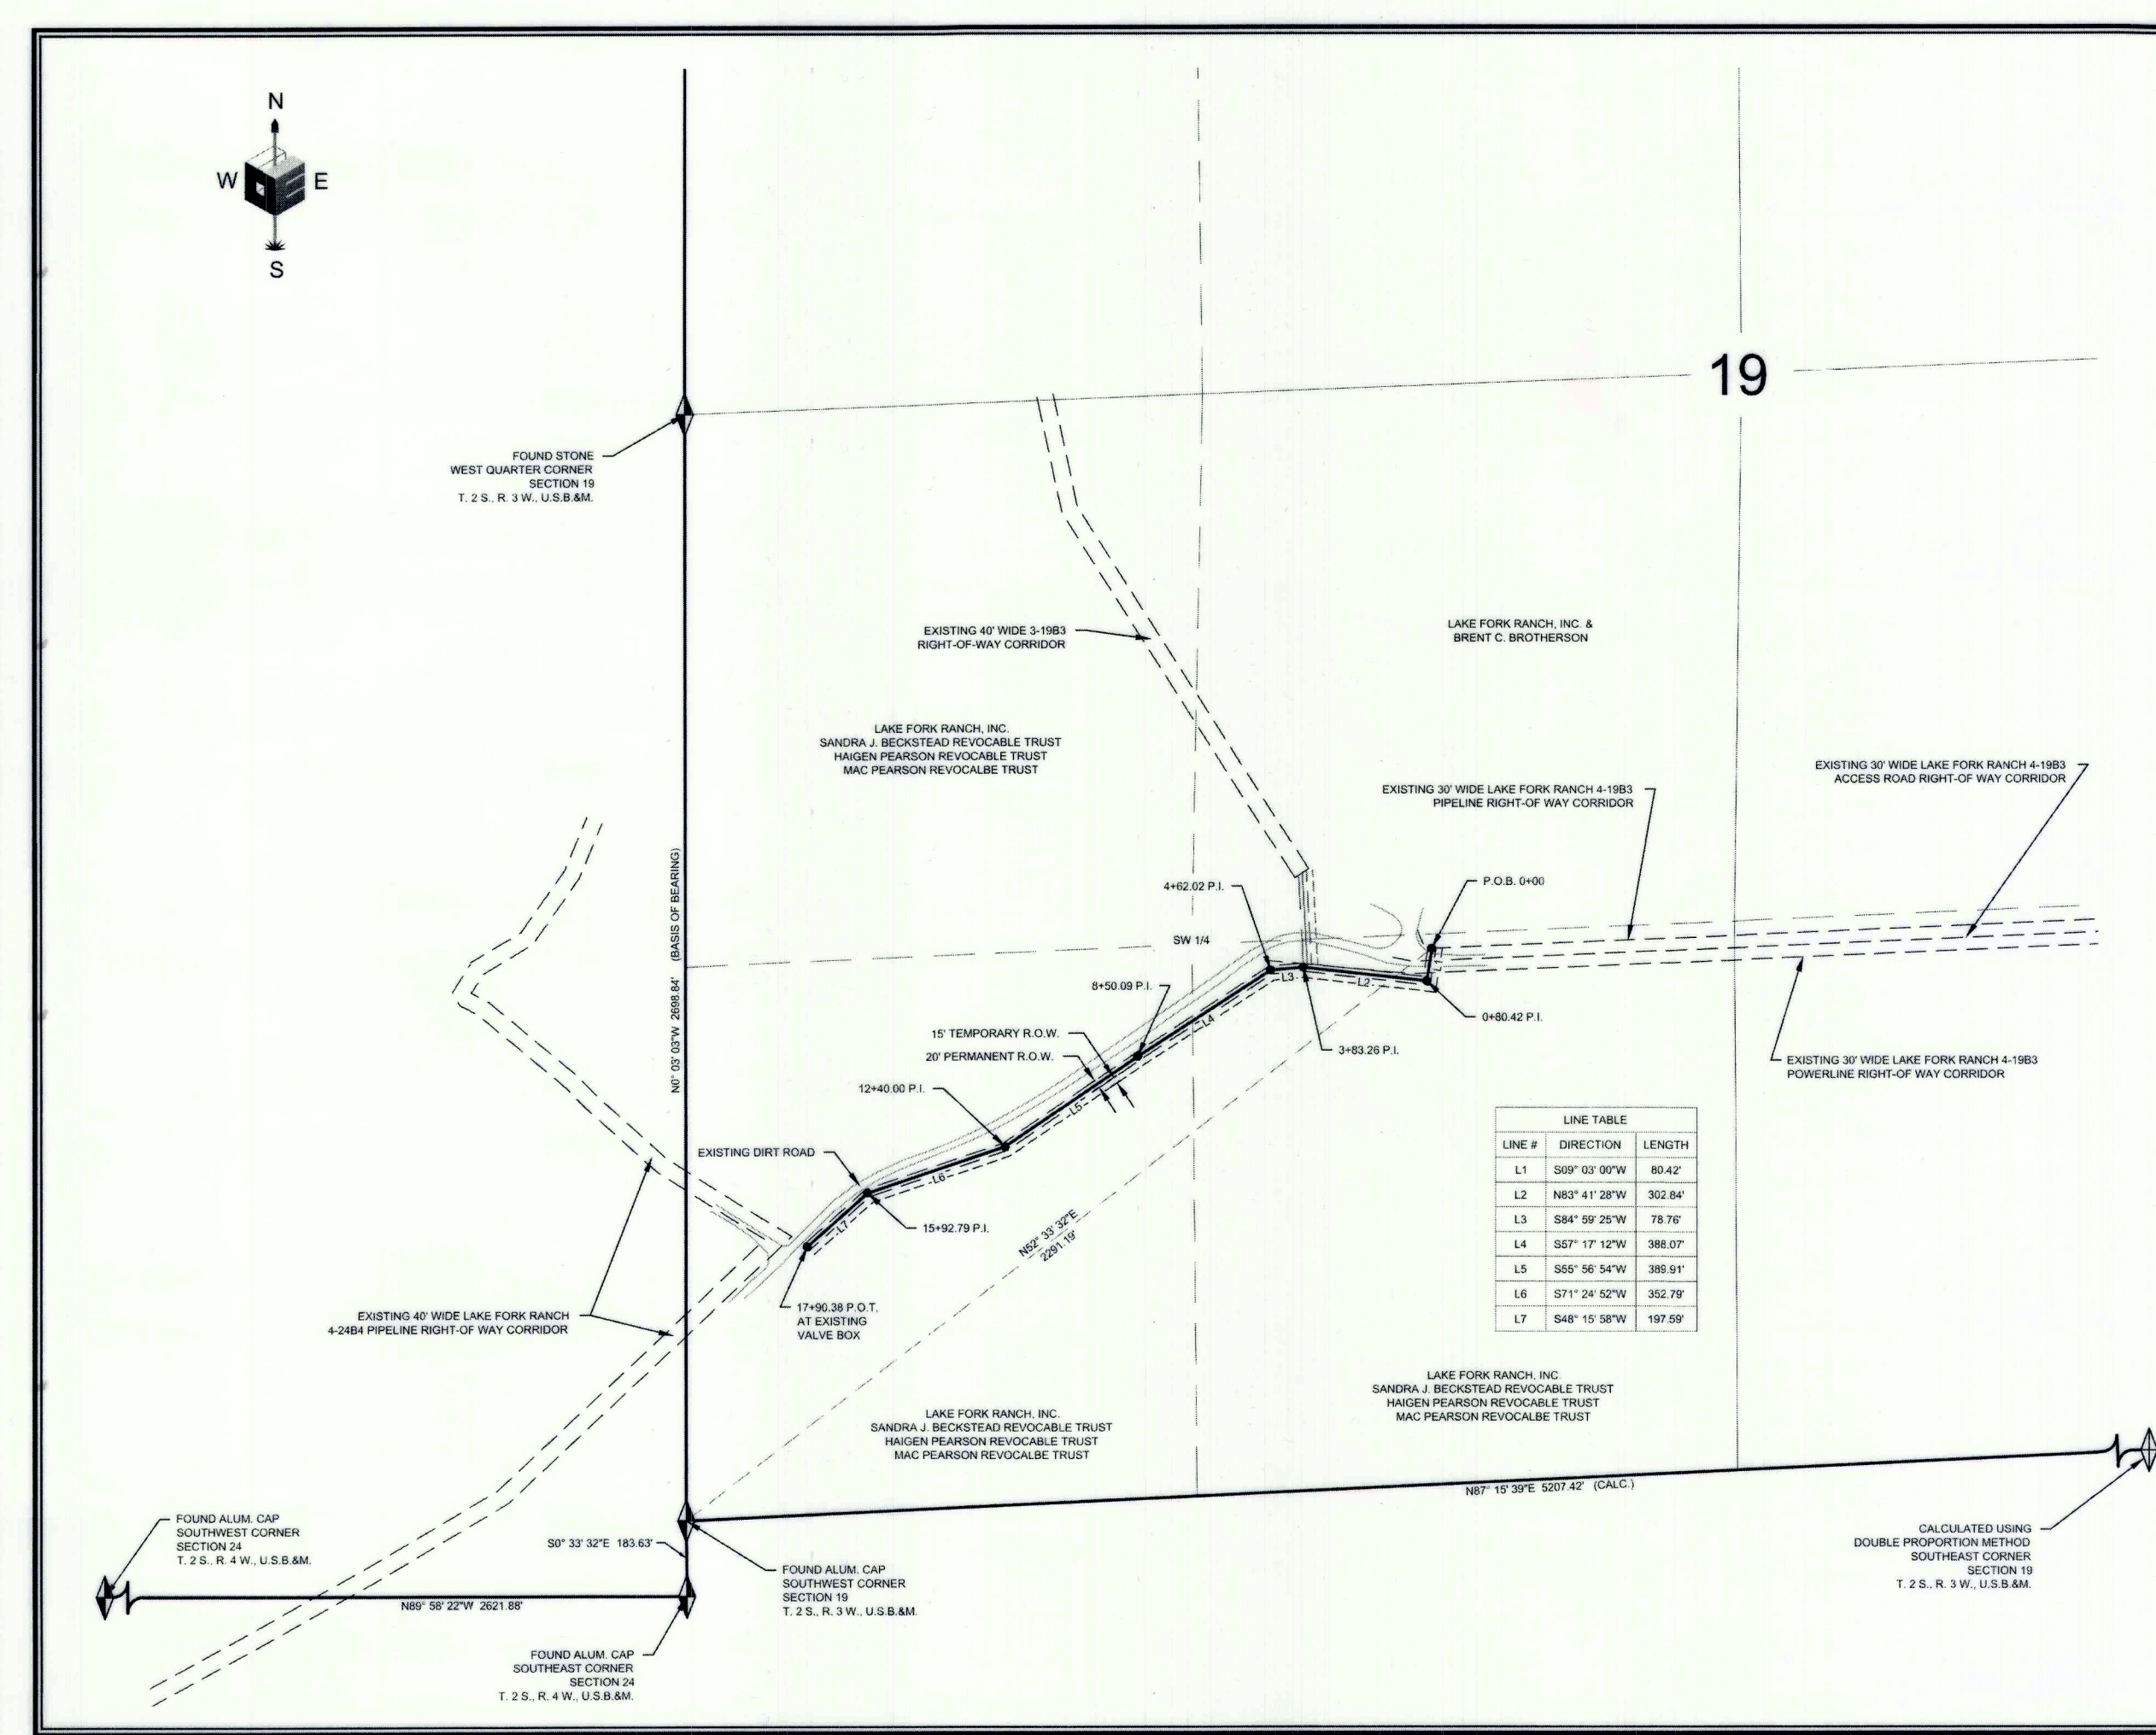 N
W
E
S
19
FOUND STONE
WEST QUARTER CORNER
SECTION 19
T. 2 S., R. 3 W., U.S.B.&M.
EXISTING 40' WIDE 3-19B3
RIGHT-OF-WAY CORRIDOR
LAKE FORK RANCH, INC. &
BRENT C. BROTHERSON
LAKE FORK RANCH, INC.
SANDRA J. BECKSTEAD REVOCABLE TRUST
HAIGEN PEARSON REVOCABLE TRUST
MAC PEARSON REVOCALBE TRUST
EXISTING 30' WIDE LAKE FORK RANCH 4-19B3
ACCESS ROAD RIGHT-OF WAY CORRIDOR
EXISTING 30' WIDE LAKE FORK RANCH 4-19B3
PIPELINE RIGHT-OF WAY CORRIDOR
N0° 03' 03"W 2698.84' (BASIS OF BEARING)
4+62.02 P.I.
P.O.B. 0+00
SW 1/4
L3
L2
8+50.09 P.I.
0+80.42 P.I.
L4
15' TEMPORARY R.O.W.
20' PERMANENT R.O.W.
3+83.26 P.I.
EXISTING 30' WIDE LAKE FORK RANCH 4-19B3
POWERLINE RIGHT-OF WAY CORRIDOR
12+40.00 P.I.
L5
EXISTING DIRT ROAD
L6
L7
15+92.79 P.I.
N52° 33' 32"E
2291.19'
LINE TABLE
LINE # DIRECTION LENGTH
L1 S09° 03' 00"W 80.42'
L2 N83° 41' 28"W 302.84'
L3 S84° 59' 25"W 78.76'
L4 S57° 17' 12"W 388.07'
L5 S55° 56' 54"W 389.91'
L6 S71° 24' 52"W 352.79'
L7 S48° 15' 58"W 197.59'
17+90.38 P.O.T.
AT EXISTING
VALVE BOX
EXISTING 40' WIDE LAKE FORK RANCH
4-24B4 PIPELINE RIGHT-OF WAY CORRIDOR
LAKE FORK RANCH, INC
SANDRA J. BECKSTEAD REVOCABLE TRUST
HAIGEN PEARSON REVOCABLE TRUST
MAC PEARSON REVOCALBE TRUST
LAKE FORK RANCH, INC.
SANDRA J. BECKSTEAD REVOCABLE TRUST
HAIGEN PEARSON REVOCABLE TRUST
MAC PEARSON REVOCALBE TRUST
N87° 15' 39"E 5207.42' (CALC.)
FOUND ALUM. CAP
SOUTHWEST CORNER
SECTION 24
T. 2 S., R. 4 W., U.S.B.&M.
S0° 33' 32"E 183.63'
FOUND ALUM. CAP
SOUTHWEST CORNER
SECTION 19
T. 2 S., R. 3 W., U.S.B.&M.
CALCULATED USING
DOUBLE PROPORTION METHOD
SOUTHEAST CORNER
SECTION 19
T. 2 S., R. 3 W., U.S.B.&M.
N89° 58' 22"W 2621.88'
FOUND ALUM. CAP
SOUTHEAST CORNER
SECTION 24
T. 2 S., R. 4 W., U.S.B.&M.